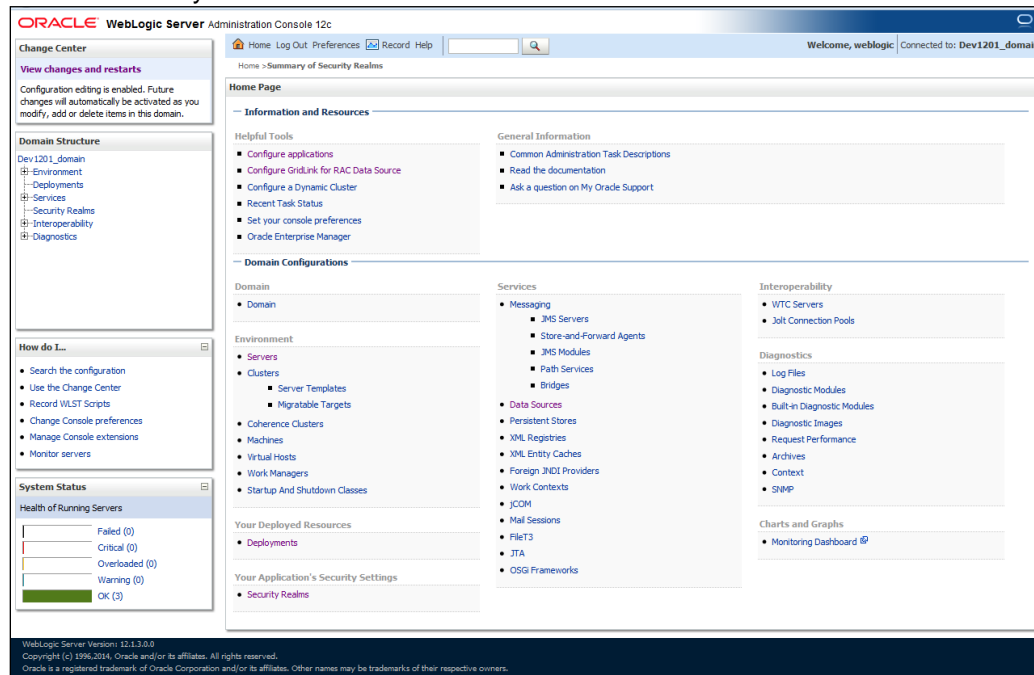 ORACLE WebLogic Server Administration Console 12c
Change Center
View changes and restarts
Configuration editing is enabled. Future
changes will automatically be activated as you
modify, add or delete items in this domain.
Domain Structure
Dev1201_domain
Environment
Deployments
Services
Security Realms
Interoperability
Diagnostics
How do I...
Search the configuration
Use the Change Center
Record WLST Scripts
Change Console preferences
Manage Console extensions
Monitor servers
System Status
Health of Running Servers
Failed (0)
Critical (0)
Overloaded (0)
Warning (0)
OK (3)
Home Log Out Preferences Record Help
Welcome, weblogic Connected to: Dev1201_domai
Home >Summary of Security Realms
Home Page
Information and Resources
Helpful Tools
Configure applications
Configure GridLink for RAC Data Source
Configure a Dynamic Cluster
Recent Task Status
Set your console preferences
Oracle Enterprise Manager
General Information
Common Administration Task Descriptions
Read the documentation
Ask a question on My Oracle Support
Domain Configurations
Domain
Domain
Environment
Servers
Clusters
Server Templates
Migratable Targets
Coherence Clusters
Machines
Virtual Hosts
Work Managers
Startup And Shutdown Classes
Your Deployed Resources
Deployments
Your Application's Security Settings
Security Realms
Services
Messaging
JMS Servers
Store-and-Forward Agents
JMS Modules
Path Services
Bridges
Data Sources
Persistent Stores
XML Registries
XML Entity Caches
Foreign JNDI Providers
Work Contexts
jCOM
Mail Sessions
FileT3
JTA
OSGi Frameworks
Interoperability
WTC Servers
Jolt Connection Pools
Diagnostics
Log Files
Diagnostic Modules
Built-in Diagnostic Modules
Diagnostic Images
Request Performance
Archives
Context
SNMP
Charts and Graphs
Monitoring Dashboard
WebLogic Server Version: 12.1.3.0.0
Copyright (c) 1996,2014, Oracle and/or its affiliates. All rights reserved.
Oracle is a registered trademark of Oracle Corporation and/or its affiliates. Other names may be trademarks of their respective owners.